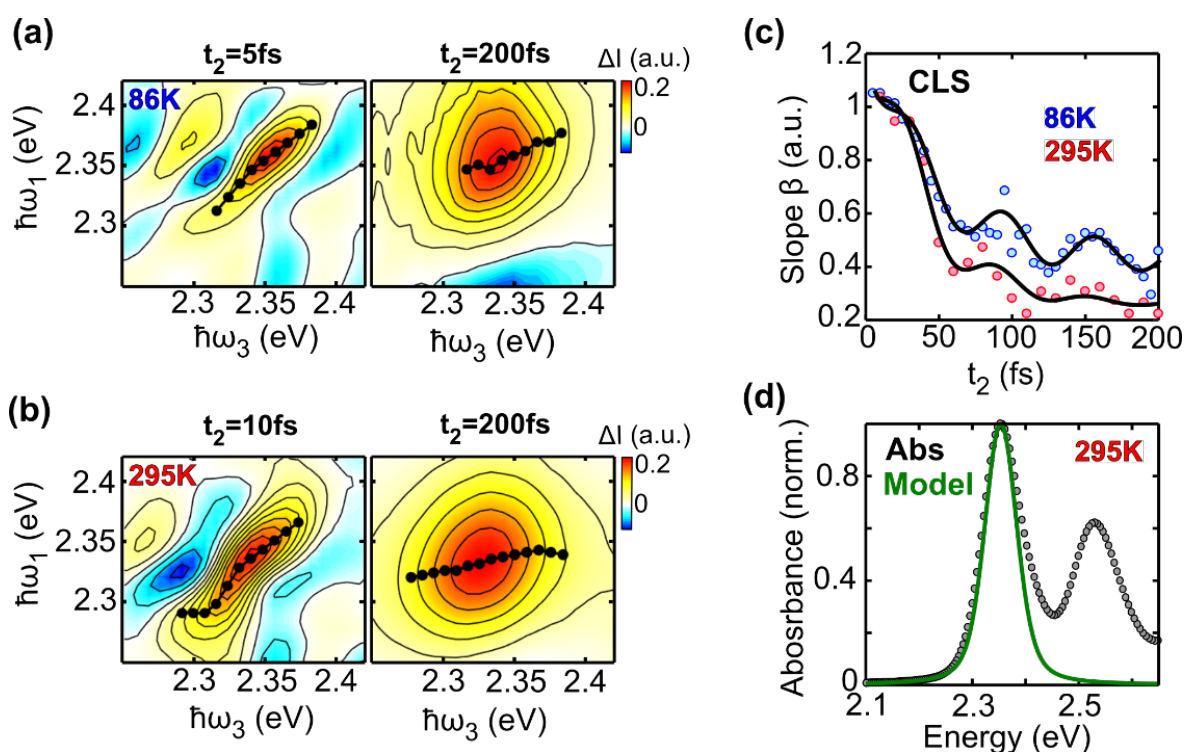 (a)
t₂=5fs
t₂=200fs
ΔI (a.u.)
86K
0.2
0
2.4
2.35
2.3
ħω₁ (eV)
2.3 2.35 2.4
2.3 2.35 2.4
ħω₃ (eV)
ħω₃ (eV)
(b)
t₂=10fs
t₂=200fs
ΔI (a.u.)
295K
0.2
0
2.4
2.35
2.3
ħω₁ (eV)
2.3 2.35 2.4
2.3 2.35 2.4
ħω₃ (eV)
ħω₃ (eV)
(c)
CLS
86K
295K
1
0.8
0.6
0.4
0.2
Slope β (a.u.)
0 50 100 150 200
t₂ (fs)
(d)
Abs
Model
295K
0.8
0.4
0
Abosrbance (norm.)
2.1 2.3 2.5
Energy (eV)